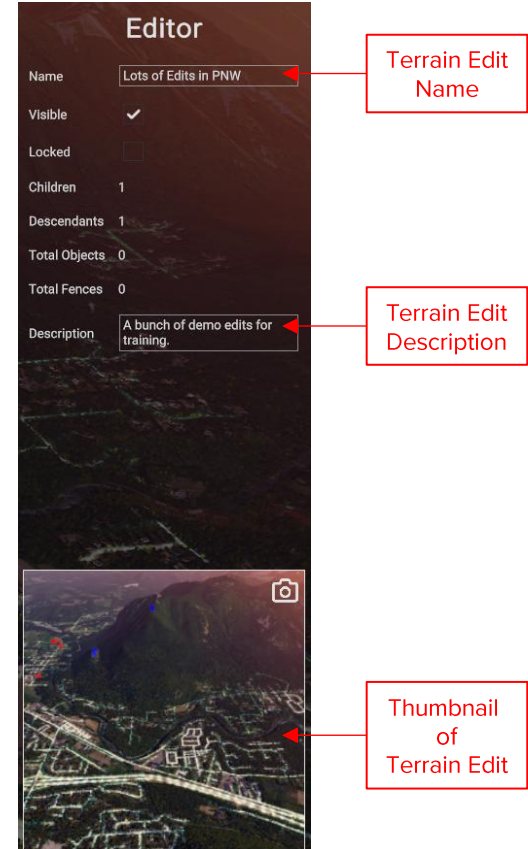 Editor
Name
Lots of Edits in PNW
Terrain Edit
Name
Visible
Locked
Children 1
Descendants 1
Total Objects 0
Total Fences 0
Description
A bunch of demo edits for
training.
Terrain Edit
Description
Thumbnail
of
Terrain Edit